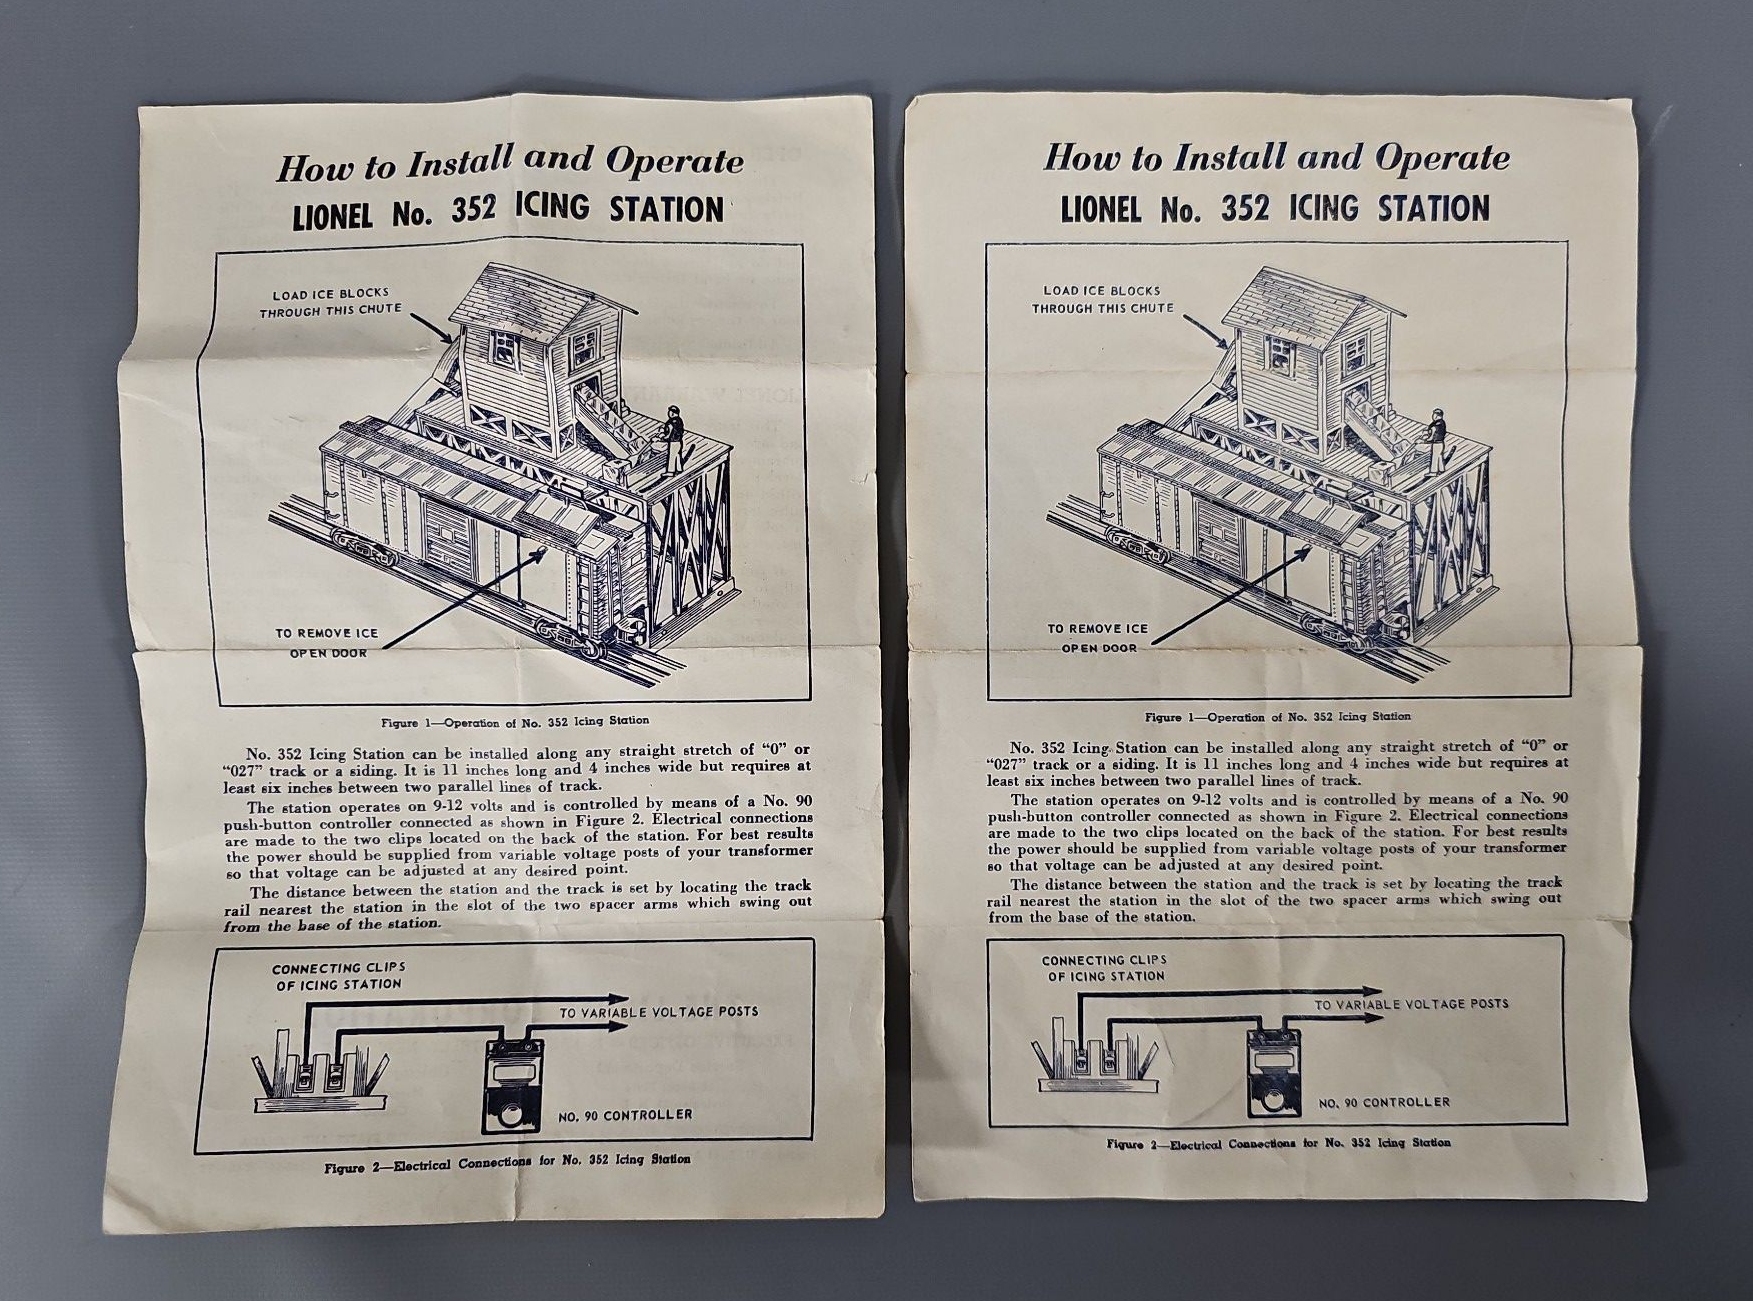 How to Install and Operate
LIONEL No. 352 ICING STATION
LOAD ICE BLOCKS
THROUGH THIS CHUTE
TO REMOVE ICE
OPEN DOOR
Figure 1—Operation of No. 352 Icing Station
No. 352 Icing Station can be installed along any straight stretch of "0" or
"027" track or a siding. It is 11 inches long and 4 inches wide but requires at
least six inches between two parallel lines of track.
The station operates on 9-12 volts and is controlled by means of a No. 90
push-button controller connected as shown in Figure 2. Electrical connections
are made to the two clips located on the back of the station. For best results
the power should be supplied from variable voltage posts of your transformer
so that voltage can be adjusted at any desired point.
The distance between the station and the track is set by locating the track
rail nearest the station in the slot of the two spacer arms which swing out
from the base of the station.
CONNECTING CLIPS
OF ICING STATION
TO VARIABLE VOLTAGE POSTS
NO. 90 CONTROLLER
Figure 2—Electrical Connections for No. 352 Icing Station
How to Install and Operate
LIONEL No. 352 ICING STATION
LOAD ICE BLOCKS
THROUGH THIS CHUTE
TO REMOVE ICE
OPEN DOOR
Figure 1—Operation of No. 352 Icing Station
No. 352 Icing Station can be installed along any straight stretch of "0" or
"027" track or a siding. It is 11 inches long and 4 inches wide but requires at
least six inches between two parallel lines of track.
The station operates on 9-12 volts and is controlled by means of a No. 90
push-button controller connected as shown in Figure 2. Electrical connections
are made to the two clips located on the back of the station. For best results
the power should be supplied from variable voltage posts of your transformer
so that voltage can be adjusted at any desired point.
The distance between the station and the track is set by locating the track
rail nearest the station in the slot of the two spacer arms which swing out
from the base of the station.
CONNECTING CLIPS
OF ICING STATION
TO VARIABLE VOLTAGE POSTS
NO. 90 CONTROLLER
Figure 2—Electrical Connections for No. 352 Icing Station